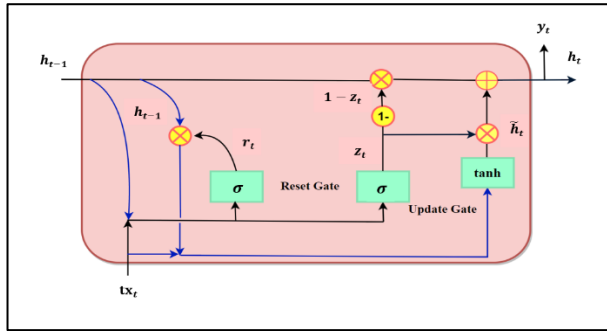 y_t
h_{t-1}
h_t
1 - z_t
h_{t-1}
1-
r_t
z_t
h̃_t
σ
Reset Gate
σ
tanh
Update Gate
tx_t